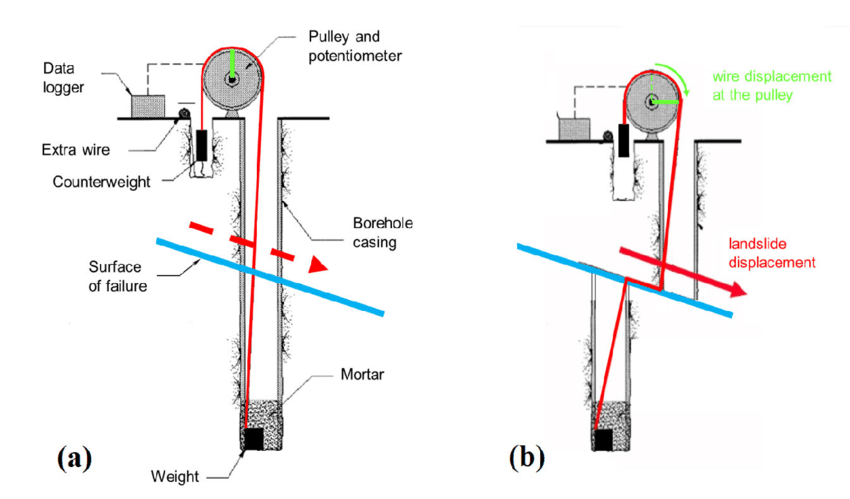 Pulley and
potentiometer
Data
logger
Extra wire
Counterweight
Borehole
casing
Surface
of failure
Mortar
Weight
(a)
wire displacement
at the pulley
landslide
displacement
(b)